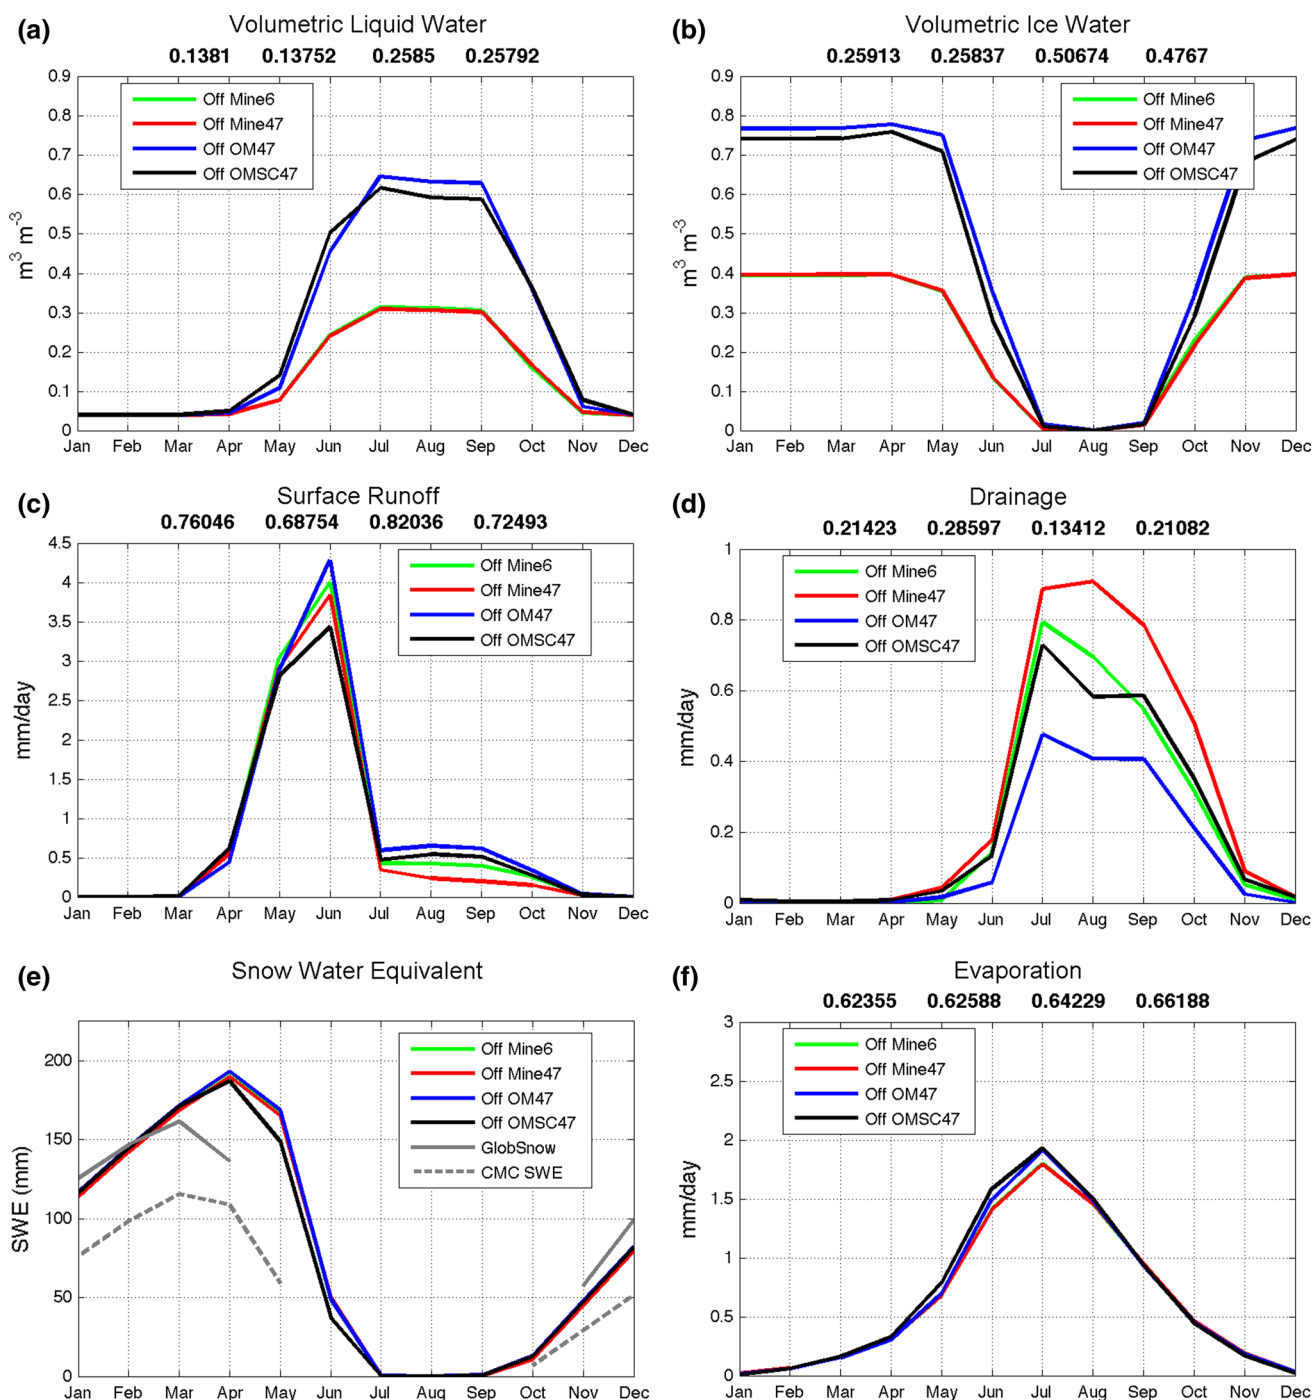 (a)
Volumetric Liquid Water
0.1381 0.13752 0.2585 0.25792
0.9
0.8
0.7
0.6
0.5
0.4
0.3
0.2
0.1
0
m³ m⁻³
Off Mine6
Off Mine47
Off OM47
Off OMSC47
Jan Feb Mar Apr May Jun Jul Aug Sep Oct Nov Dec
(b)
Volumetric Ice Water
0.25913 0.25837 0.50674 0.4767
0.9
0.8
0.7
0.6
0.5
0.4
0.3
0.2
0.1
0
m³ m⁻³
Off Mine6
Off Mine47
Off OM47
Off OMSC47
Jan Feb Mar Apr May Jun Jul Aug Sep Oct Nov Dec
(c)
Surface Runoff
0.76046 0.68754 0.82036 0.72493
4.5
4
3.5
3
2.5
2
1.5
1
0.5
0
mm/day
Off Mine6
Off Mine47
Off OM47
Off OMSC47
Jan Feb Mar Apr May Jun Jul Aug Sep Oct Nov Dec
(d)
Drainage
0.21423 0.28597 0.13412 0.21082
1
0.8
0.6
0.4
0.2
0
mm/day
Off Mine6
Off Mine47
Off OM47
Off OMSC47
Jan Feb Mar Apr May Jun Jul Aug Sep Oct Nov Dec
(e)
Snow Water Equivalent
200
150
100
50
0
SWE (mm)
Off Mine6
Off Mine47
Off OM47
Off OMSC47
GlobSnow
CMC SWE
Jan Feb Mar Apr May Jun Jul Aug Sep Oct Nov Dec
(f)
Evaporation
0.62355 0.62588 0.64229 0.66188
3
2.5
2
1.5
1
0.5
0
mm/day
Off Mine6
Off Mine47
Off OM47
Off OMSC47
Jan Feb Mar Apr May Jun Jul Aug Sep Oct Nov Dec